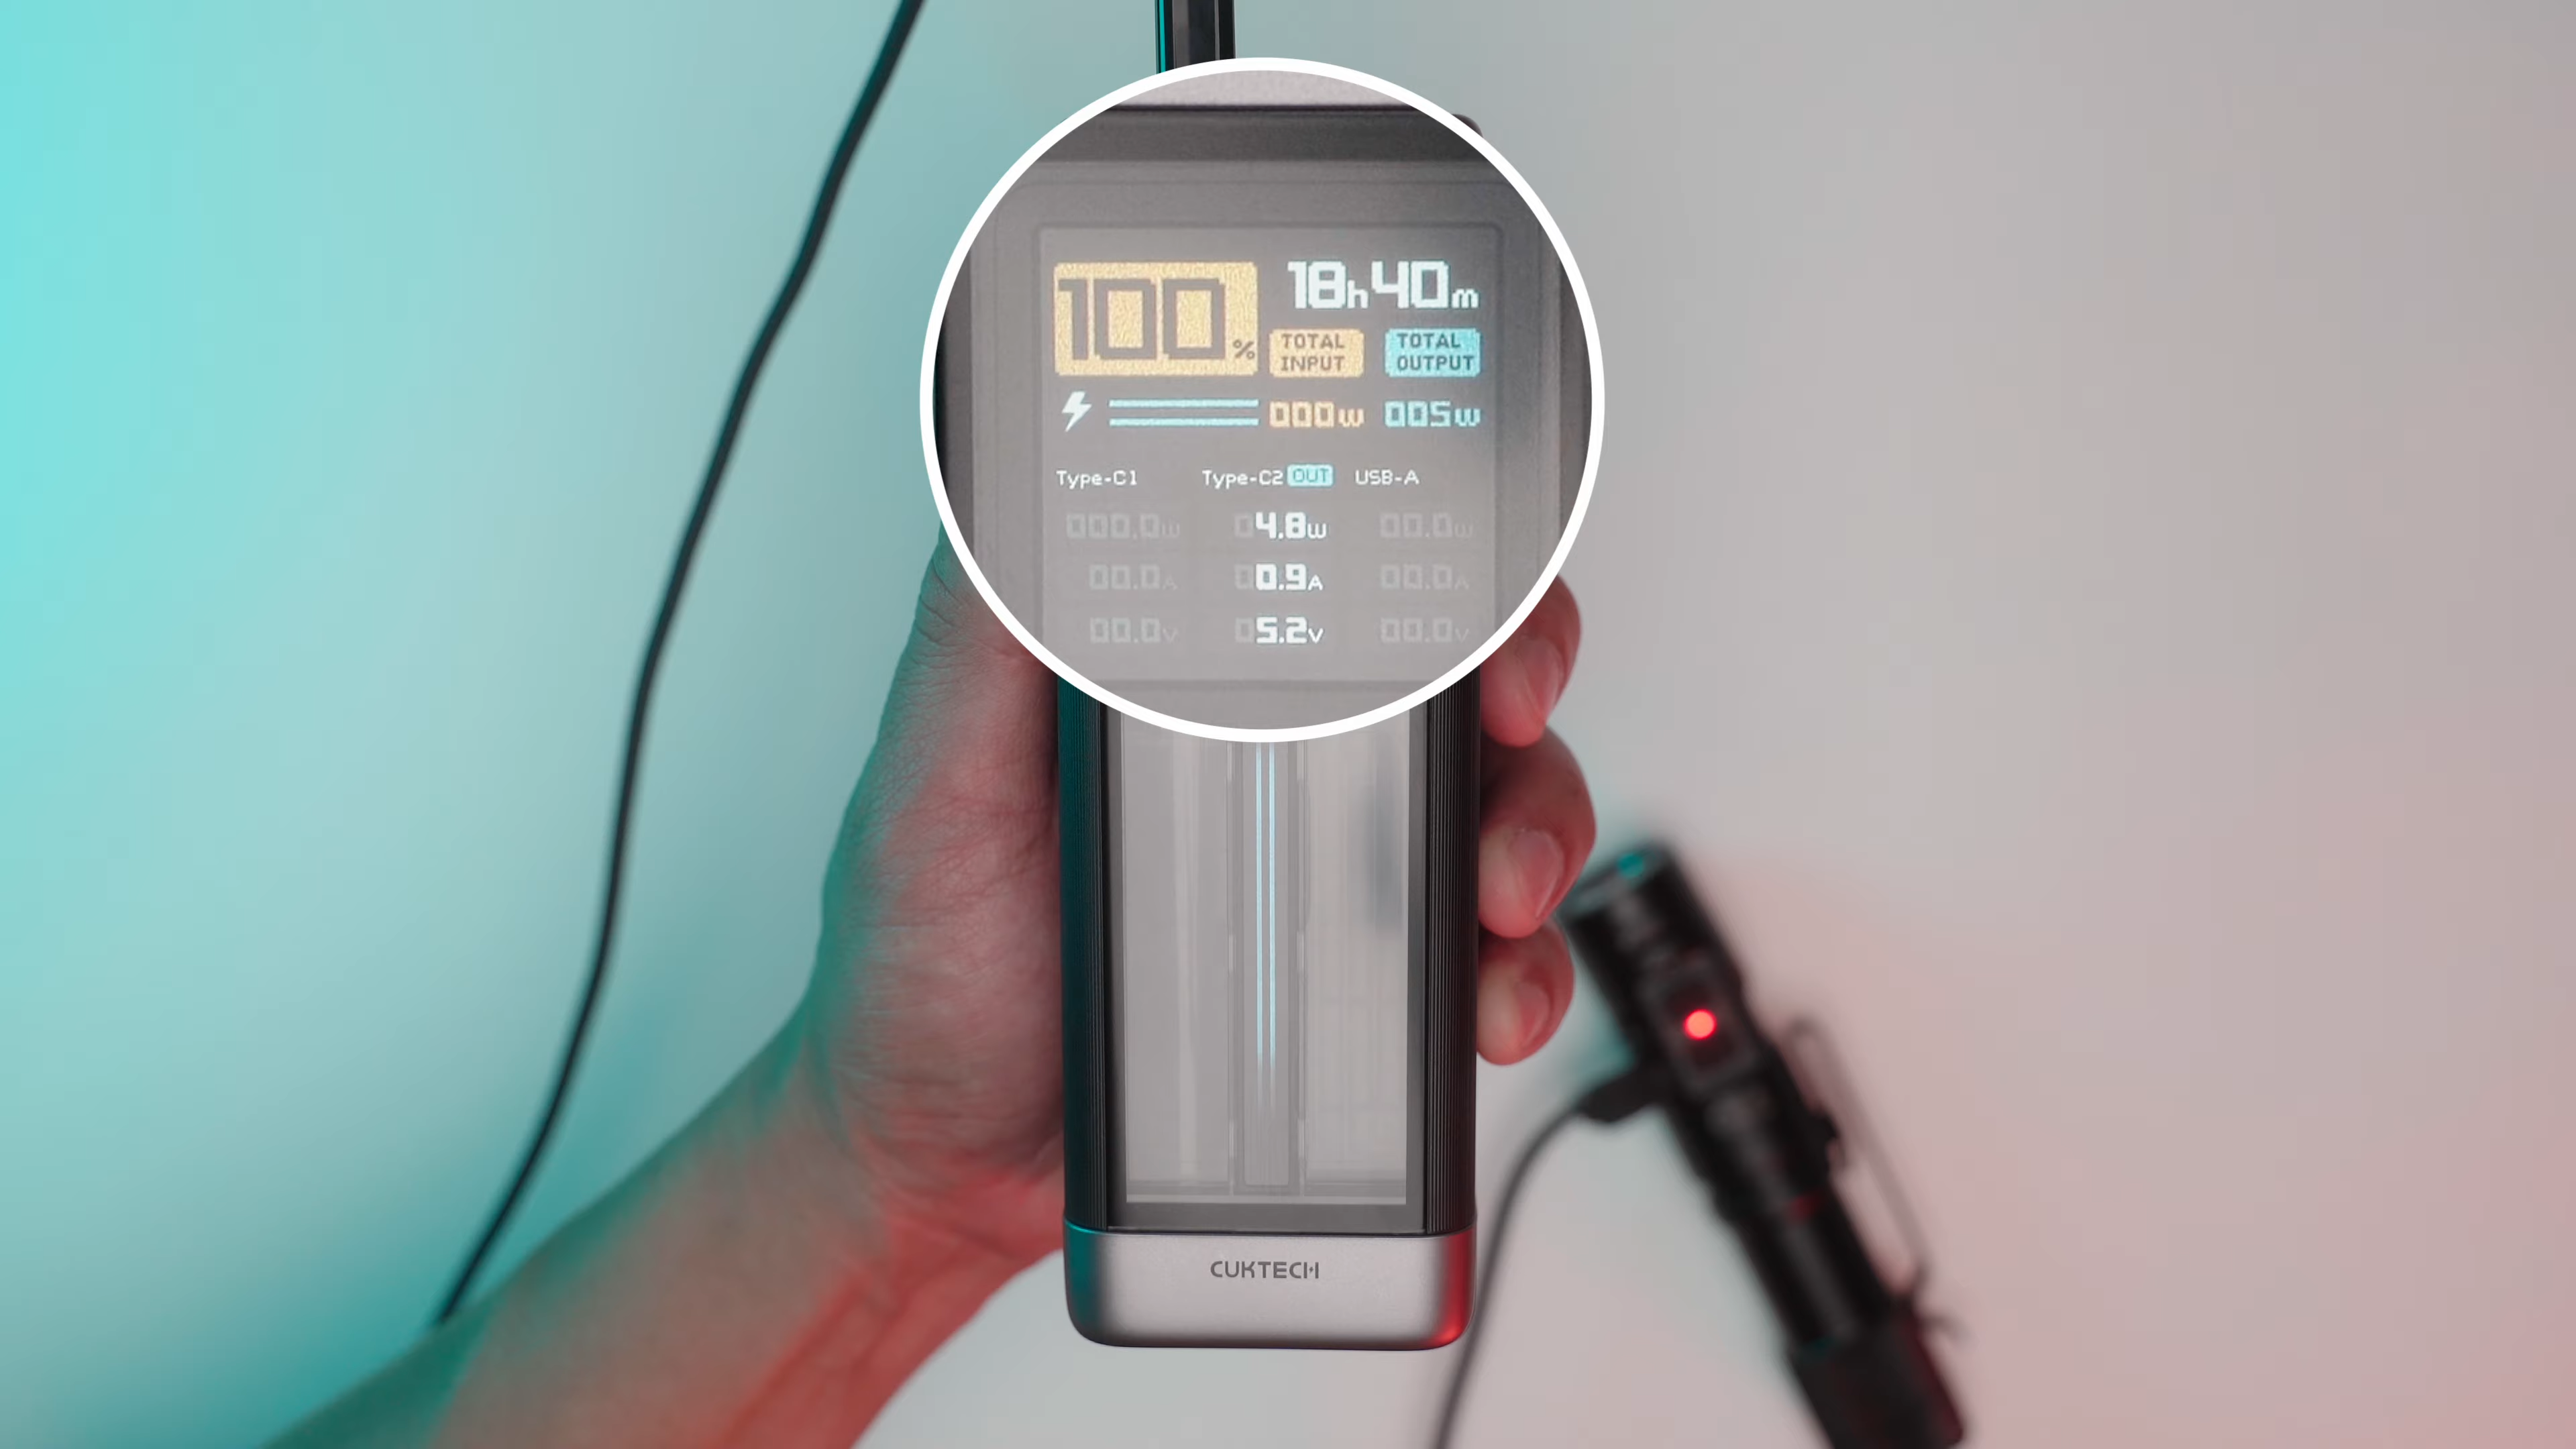 100% 18h40m
TOTAL INPUT
TOTAL OUTPUT
000w 005w
Type-C1 Type-C2 OUT USB-A
000.0w 04.8w 00.0w
00.0A 00.9A 00.0A
00.0v 05.2v 00.0v
CUKTECH